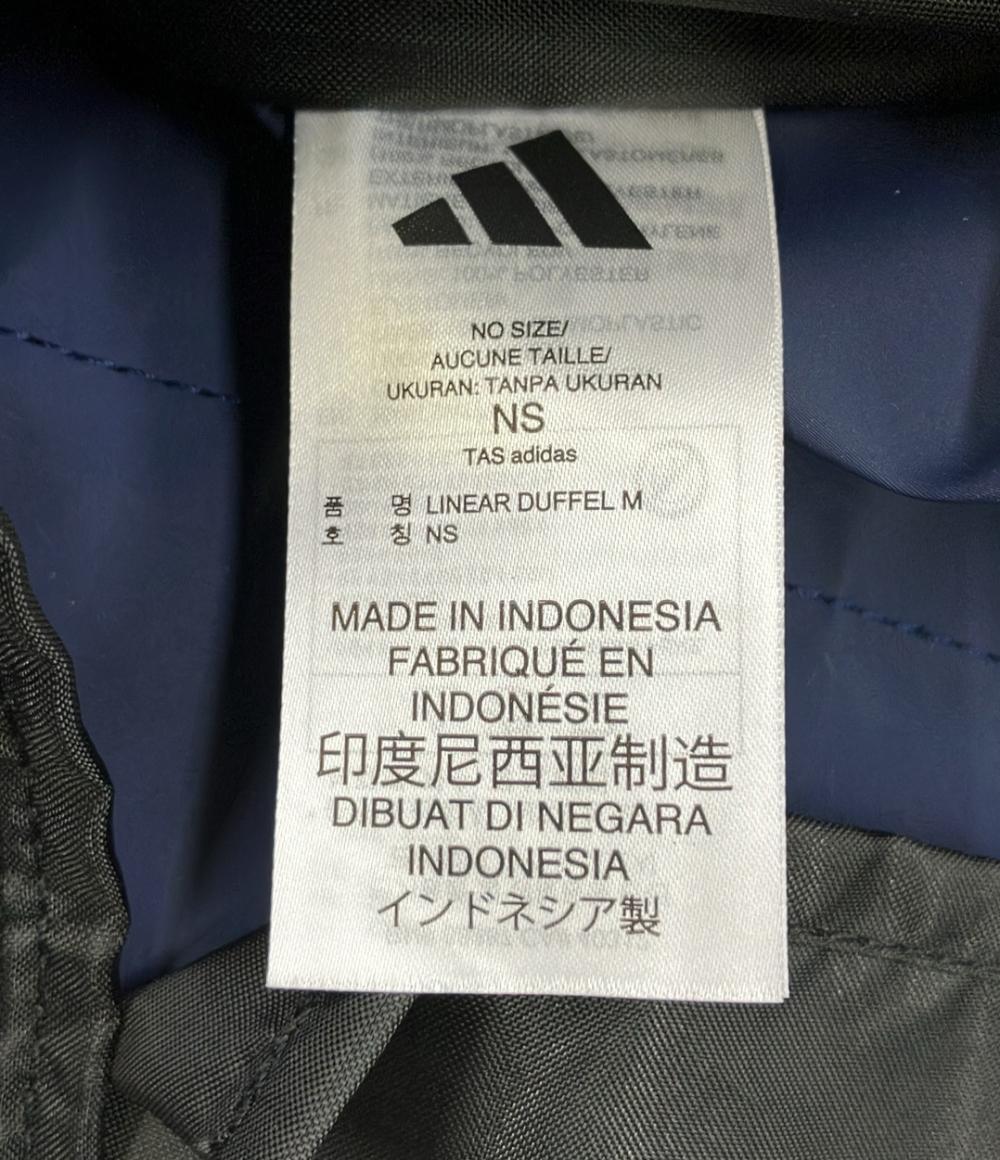 NO SIZE/
AUCUNE TAILLE/
UKURAN: TANPA UKURAN
NS
TAS adidas
품 명 LINEAR DUFFEL M
호 칭 NS
MADE IN INDONESIA
FABRIQUÉ EN
INDONÉSIE
印度尼西亚制造
DIBUAT DI NEGARA
INDONESIA
インドネシア製